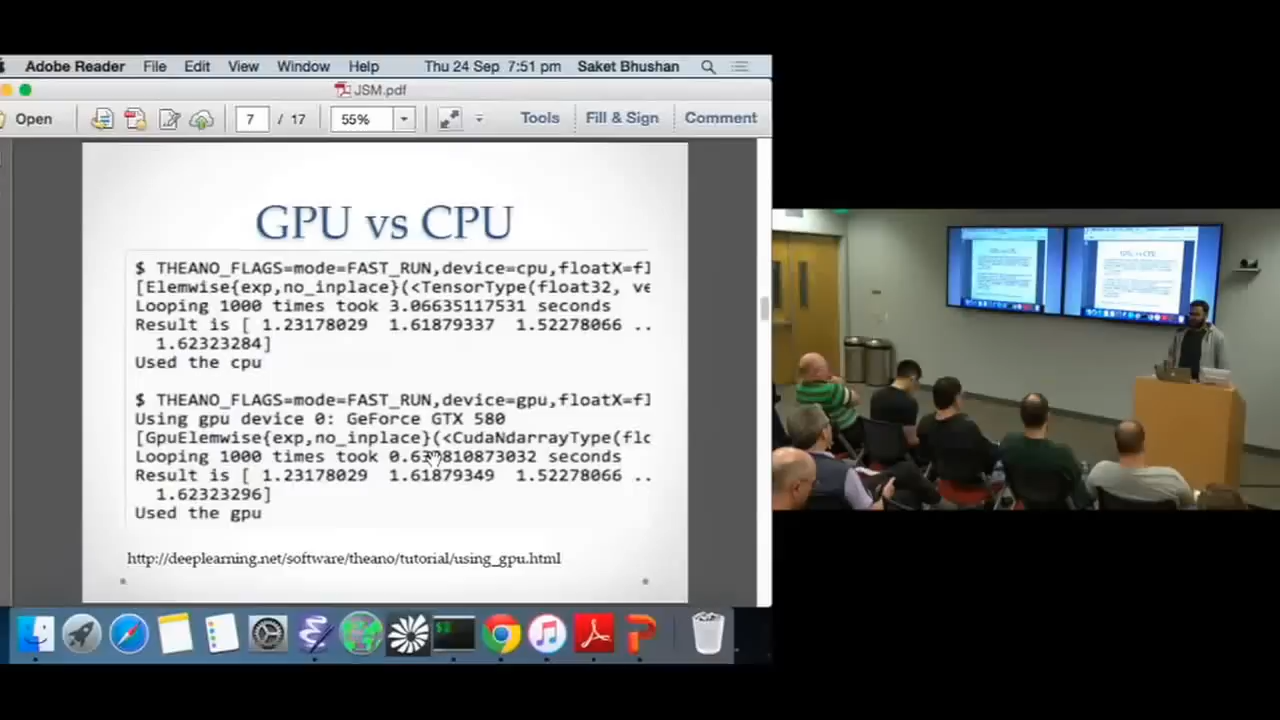 Adobe Reader File Edit View Window Help Thu 24 Sep 7:51 pm Saket Bhushan
JSM.pdf
Open 7 / 17 55% Tools Fill & Sign Comment
GPU vs CPU
$ THEANO_FLAGS=mode=FAST_RUN,device=cpu,floatX=fl
[Elemwise{exp,no_inplace}(<TensorType(float32, ve
Looping 1000 times took 3.06635117531 seconds
Result is [ 1.23178029 1.61879337 1.52278066 ..
1.62323284]
Used the cpu
$ THEANO_FLAGS=mode=FAST_RUN,device=gpu,floatX=fl
Using gpu device 0: GeForce GTX 580
[GpuElemwise{exp,no_inplace}(<CudaNdarrayType(flo
Looping 1000 times took seconds
Result is [ 1.23178029 1.61879349 1.52278066 ..
1.62323296]
Used the gpu
http://deeplearning.net/software/theano/tutorial/using_gpu.html
GPU vs CPU